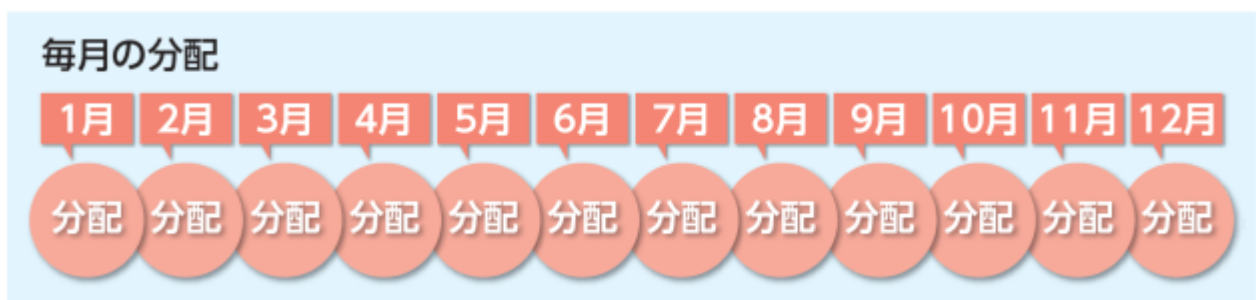 毎月の分配
1月 2月 3月 4月 5月 6月 7月 8月 9月 10月 11月 12月
分配 分配 分配 分配 分配 分配 分配 分配 分配 分配 分配 分配